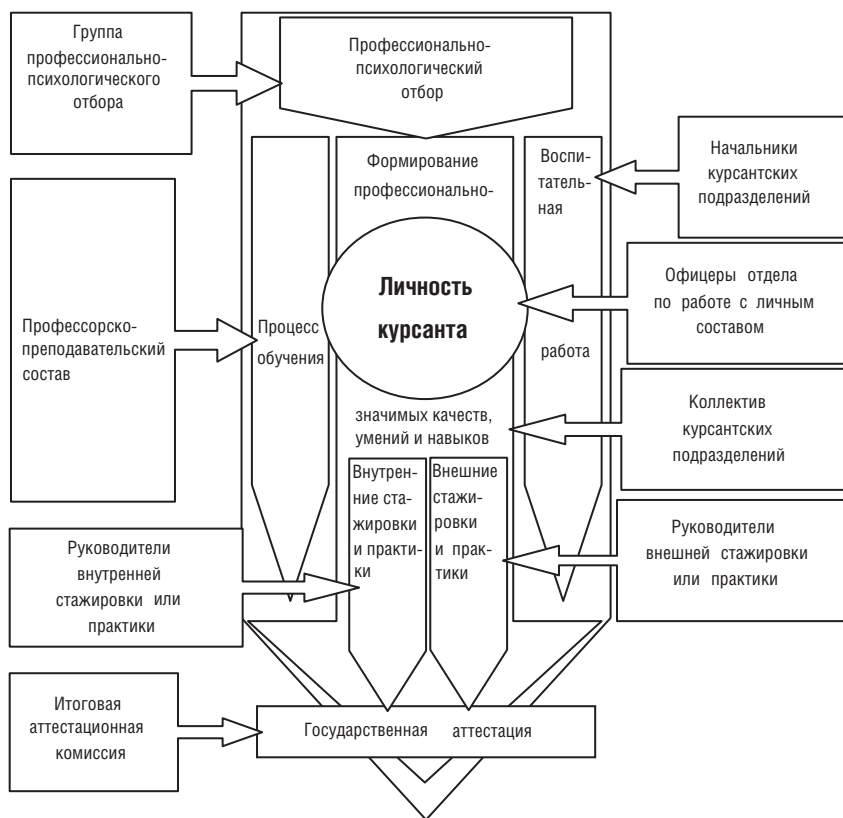 Группа
профессионально-
психологического
отбора
Профессионально-
психологический
отбор
Формирование
профессионально-
Воспи-
татель-
ная
работа
Начальники
курсантских
подразделений
Личность
курсанта
Офицеры отдела
по работе с личным
составом
Профессорско-
преподавательский
состав
Процесс
обучения
значимых качеств,
умений и навыков
Коллектив
курсантских
подразделений
Внутрен-
ние ста-
жировки
и практи-
ки
Внешние
стажи-
ровки
и прак-
тики
Руководители
внутренней
стажировки или
практики
Руководители
внешней стажировки
или практики
Итоговая
аттестационная
комиссия
Государственная аттестация